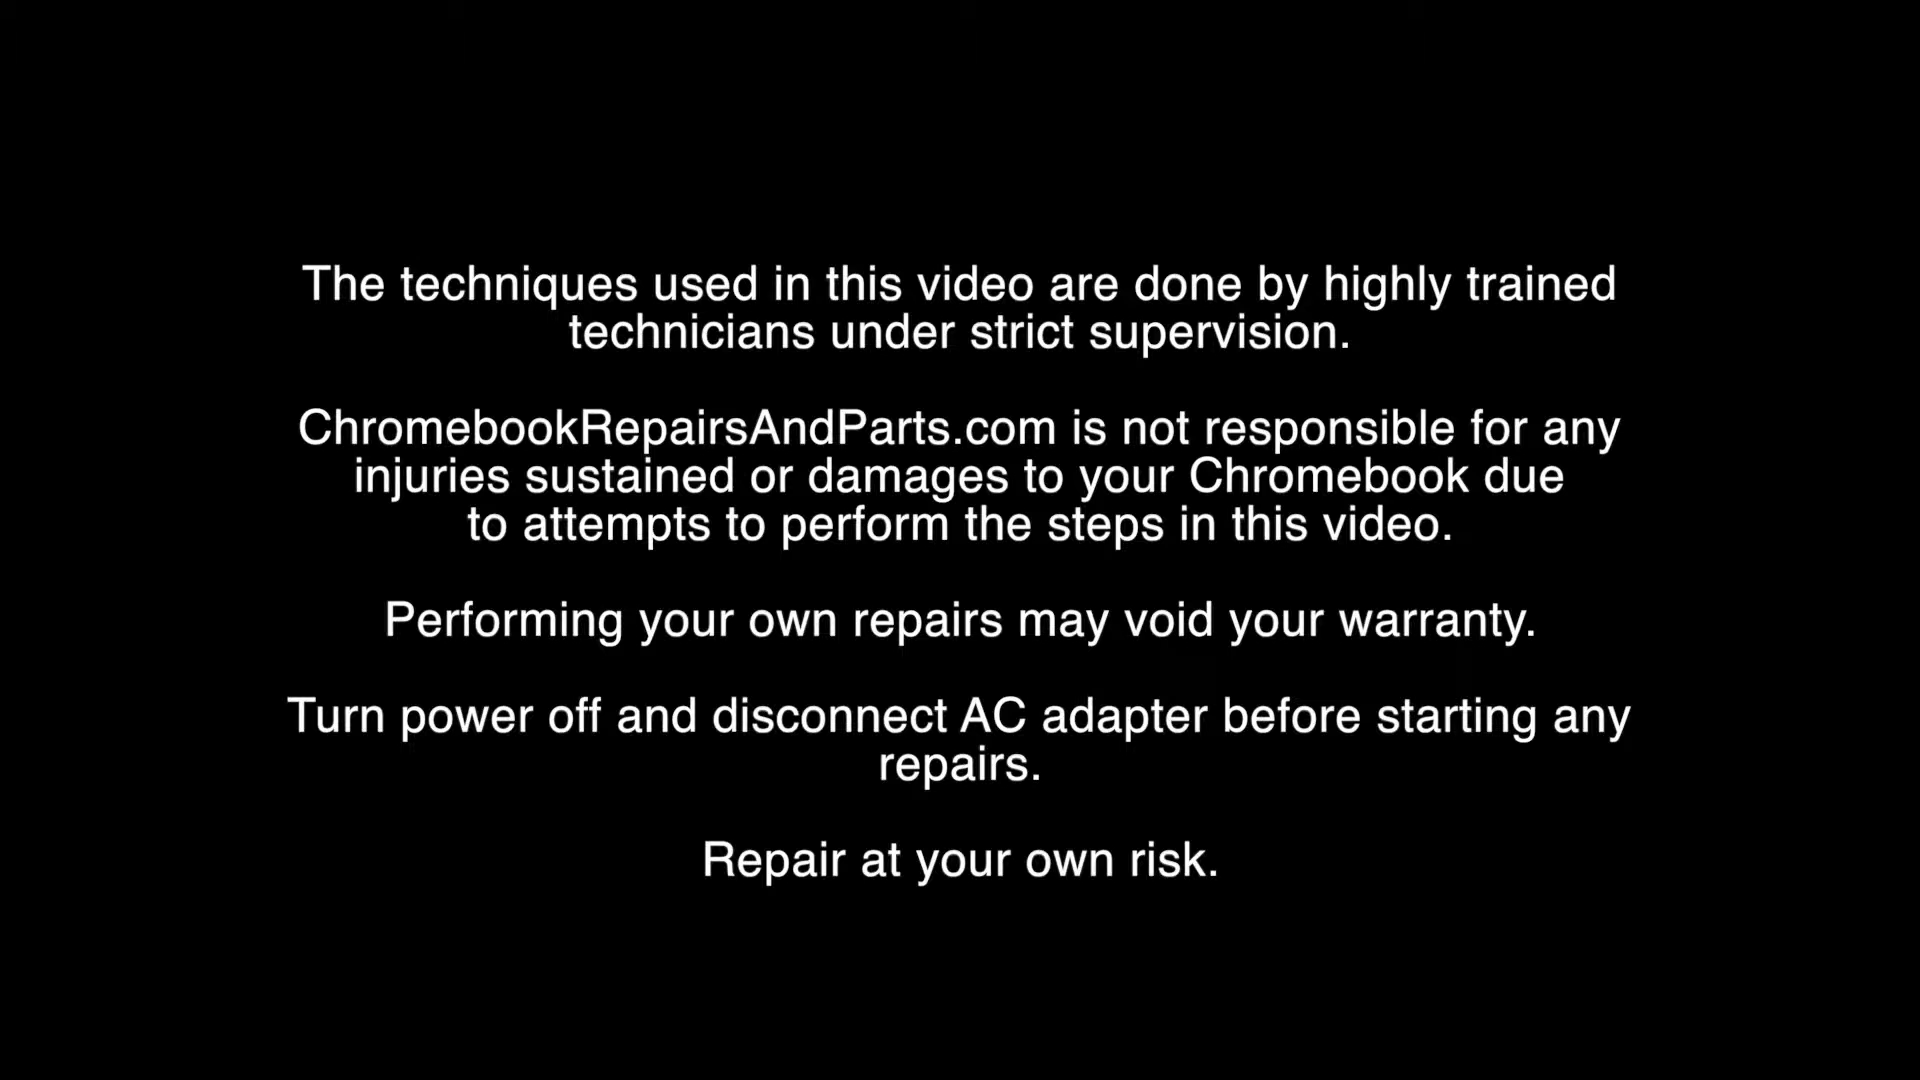 The techniques used in this video are done by highly trained
technicians under strict supervision.
ChromebookRepairsAndParts.com is not responsible for any
injuries sustained or damages to your Chromebook due
to attempts to perform the steps in this video.
Performing your own repairs may void your warranty.
Turn power off and disconnect AC adapter before starting any
repairs.
Repair at your own risk.